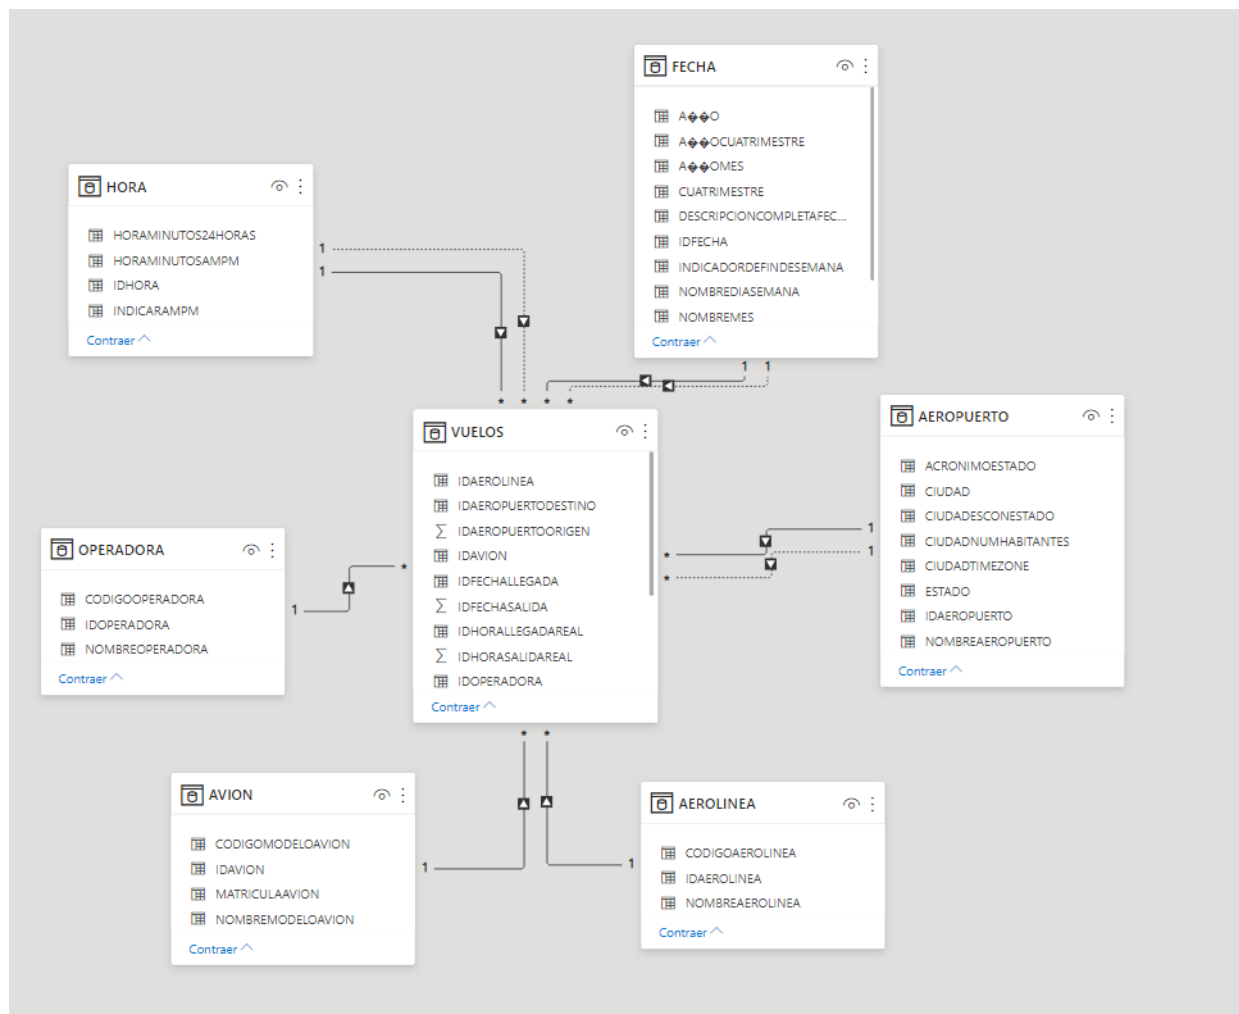 FECHA
A��O
A��OCUATRIMESTRE
A��OMES
CUATRIMESTRE
DESCRIPCIONCOMPLETAFEC...
IDFECHA
INDICADORDEFINDESEMANA
NOMBREDIASEMANA
NOMBREMES
Contraer
1 1
HORA
HORAMINUTOS24HORAS
HORAMINUTOSAMPM
IDHORA
INDICARAMPM
Contraer
1
1
* * * *
VUELOS
IDAEROLINEA
IDAEROPUERTODESTINO
IDAEROPUERTOORIGEN
IDAVION
IDFECHALLEGADA
IDFECHASALIDA
IDHORALLEGADAREAL
IDHORASALIDAREAL
IDOPERADORA
Contraer
* *
AEROPUERTO
ACRONIMOESTADO
CIUDAD
CIUDADESCONESTADO
CIUDADNUMHABITANTES
CIUDADTIMEZONE
ESTADO
IDAEROPUERTO
NOMBREAEROPUERTO
Contraer
* 1
* 1
OPERADORA
CODIGOOPERADORA
IDOPERADORA
NOMBREOPERADORA
Contraer
1 *
AVION
CODIGOMODELOAVION
IDAVION
MATRICULAAVION
NOMBREMODELOAVION
Contraer
1
AEROLINEA
CODIGOAEROLINEA
IDAEROLINEA
NOMBREAEROLINEA
Contraer
1